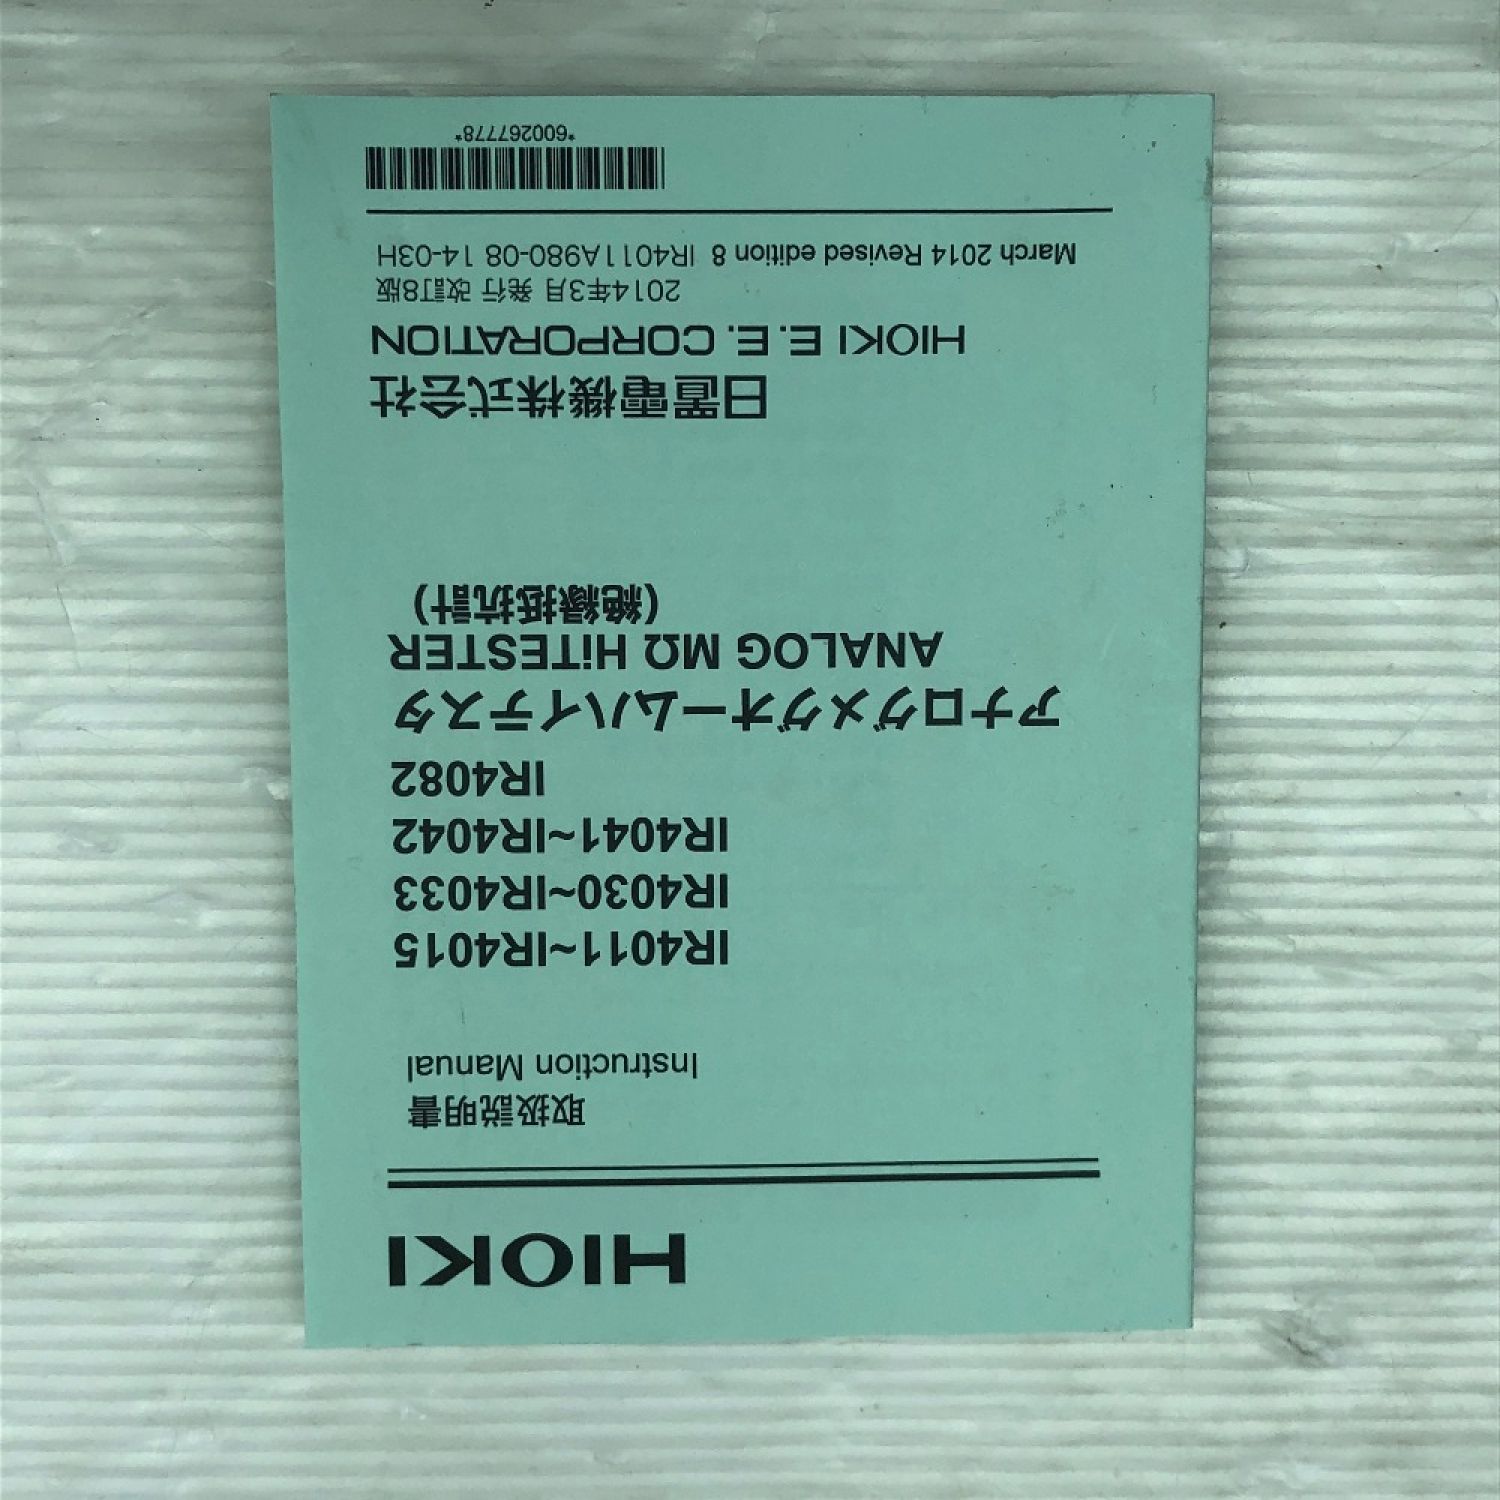 HIOKI
取扱説明書
Instruction Manual
IR4011~IR4015
IR4030~IR4033
IR4041~IR4042
IR4082
アナログメグオームハイテスタ
ANALOG MΩ HiTESTER
(絶縁抵抗計)
日置電機株式会社
HIOKI E. E. CORPORATION
2014年3月 発行 改訂8版
March 2014 Revised edition 8 IR4011A980-08 14-03H
*600267778*